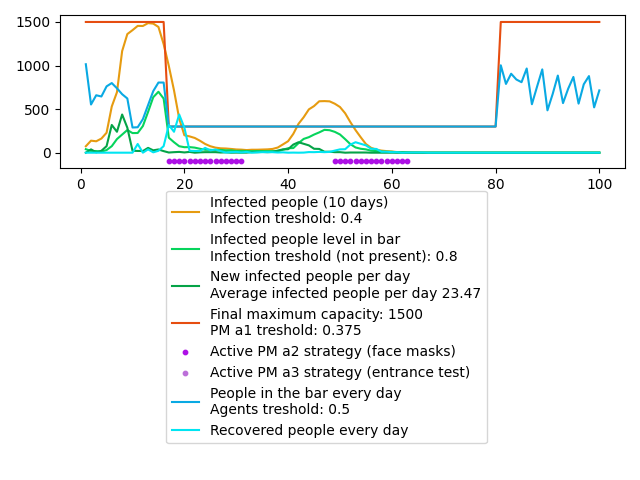 1500
1000
500
0
0
20
40
60
80
100
Infected people (10 days)
Infection treshold: 0.4
Infected people level in bar
Infection treshold (not present): 0.8
New infected people per day
Average infected people per day 23.47
Final maximum capacity: 1500
PM a1 treshold: 0.375
Active PM a2 strategy (face masks)
Active PM a3 strategy (entrance test)
People in the bar every day
Agents treshold: 0.5
Recovered people every day